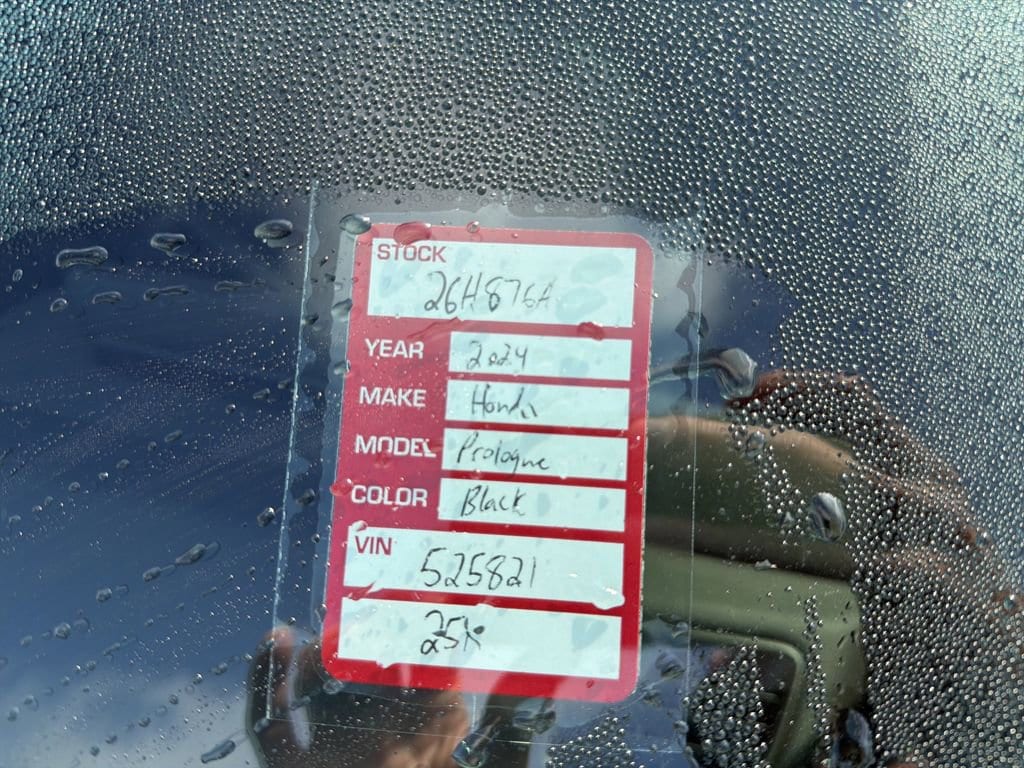 STOCK
26H876A
YEAR 2024
MAKE Honda
MODEL Prologue
COLOR Black
VIN
525821
25K